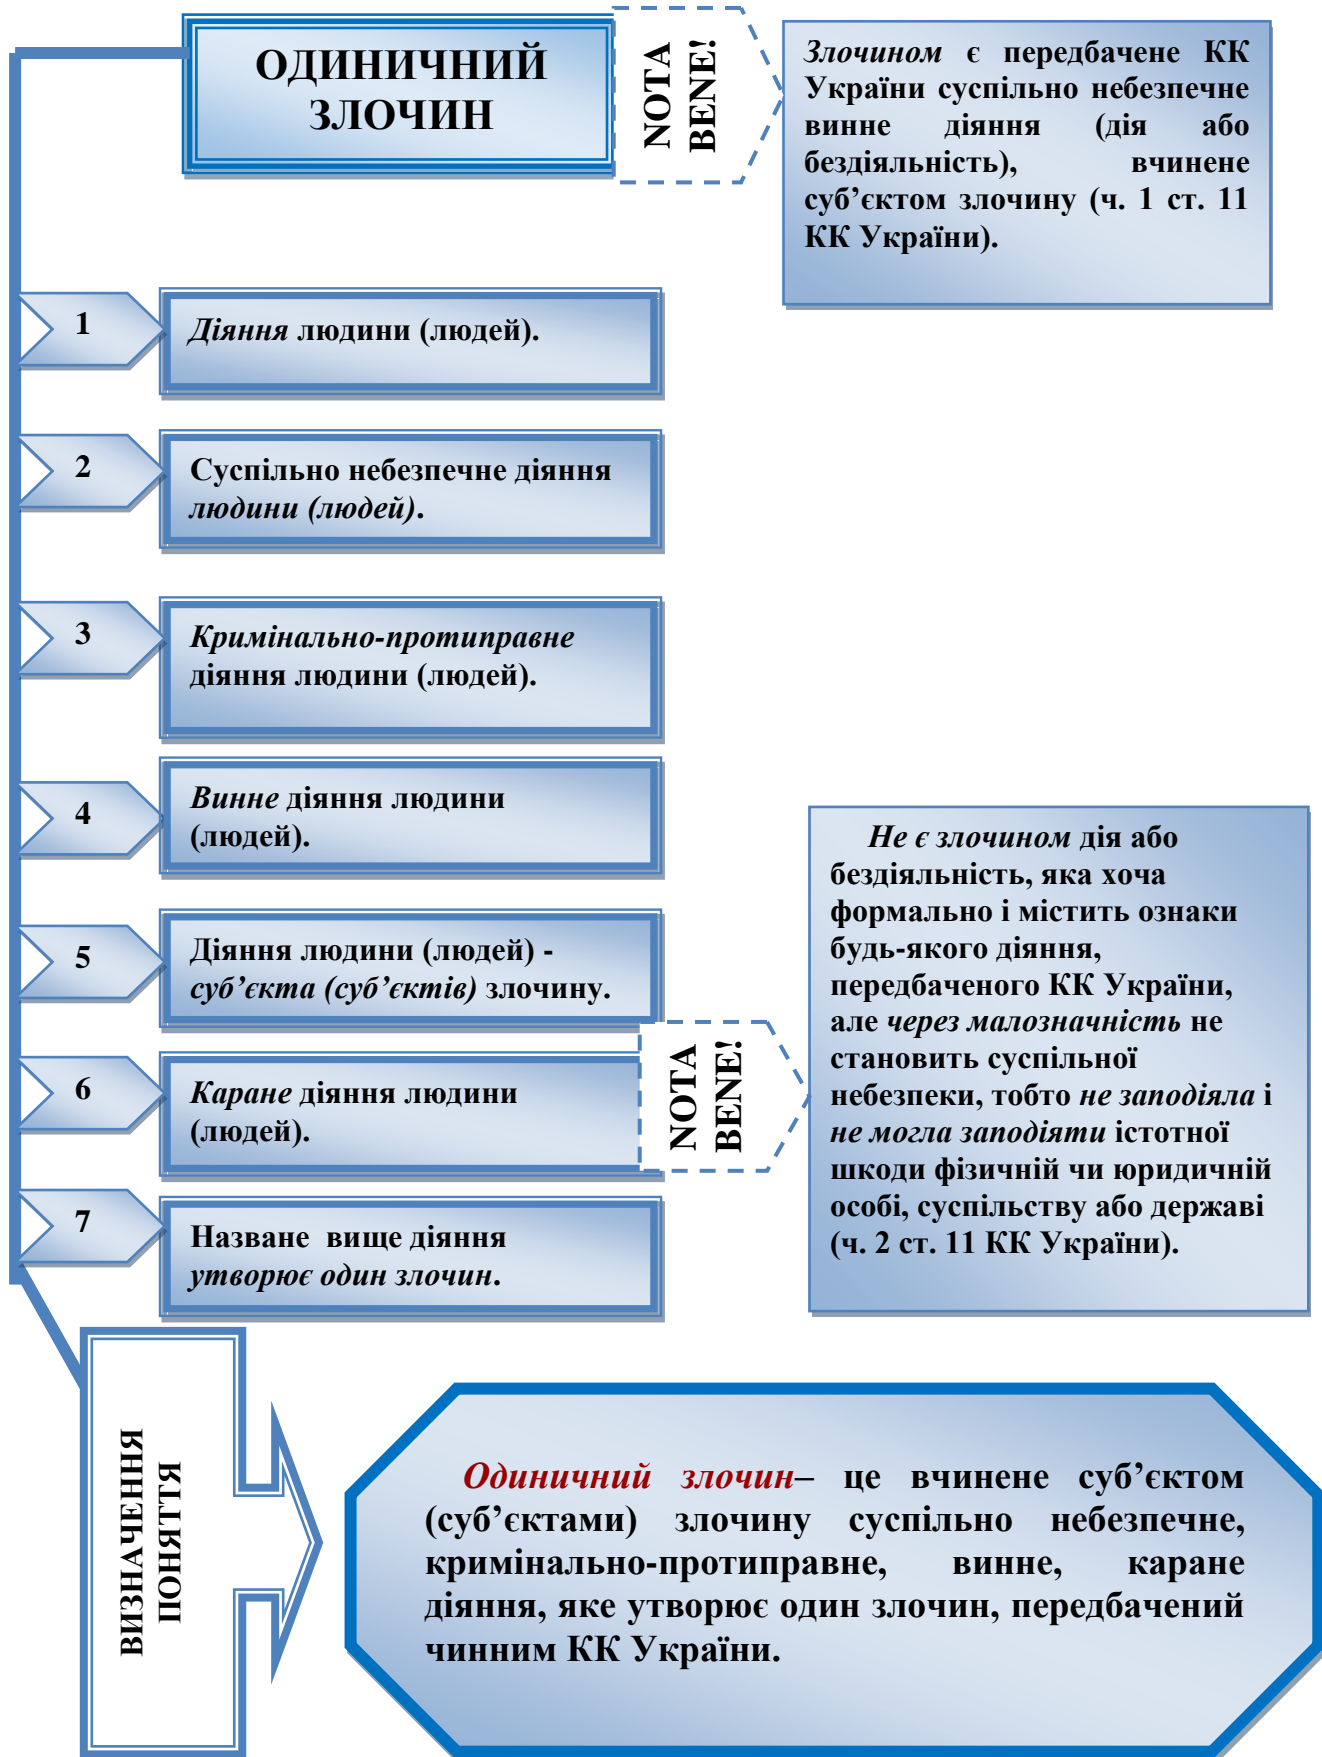 ОДИНИЧНИЙ
ЗЛОЧИН
NOTA
BENE!
Злочином є передбачене КК
України суспільно небезпечне
винне діяння (дія або
бездіяльність), вчинене
суб’єктом злочину (ч. 1 ст. 11
КК України).
1
Діяння людини (людей).
2
Суспільно небезпечне діяння
людини (людей).
3
Кримінально-протиправне
діяння людини (людей).
4
Винне діяння людини
(людей).
5
Діяння людини (людей) -
суб’єкта (суб’єктів) злочину.
6
Каране діяння людини
(людей).
NOTA
BENE!
Не є злочином дія або
бездіяльність, яка хоча
формально і містить ознаки
будь-якого діяння,
передбаченого КК України,
але через малозначність не
становить суспільної
небезпеки, тобто не заподіяла і
не могла заподіяти істотної
шкоди фізичній чи юридичній
особі, суспільству або державі
(ч. 2 ст. 11 КК України).
7
Назване вище діяння
утворює один злочин.
ВИЗНАЧЕННЯ
ПОНЯТТЯ
Одиничний злочин– це вчинене суб’єктом
(суб’єктами) злочину суспільно небезпечне,
кримінально-протиправне, винне, каране
діяння, яке утворює один злочин, передбачений
чинним КК України.